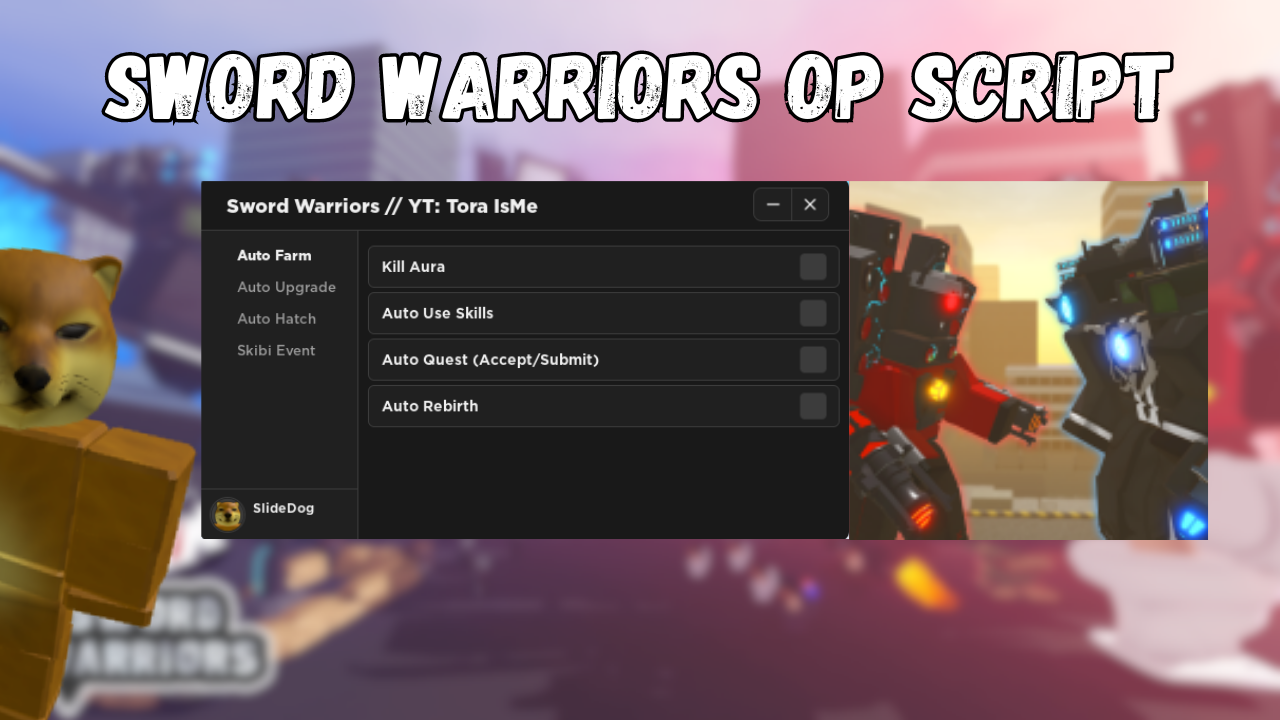 SWORD WARRIORS OP SCRIPT
Sword Warriors // YT: Tora IsMe
Auto Farm
Auto Upgrade
Auto Hatch
Skibi Event
Kill Aura
Auto Use Skills
Auto Quest (Accept/Submit)
Auto Rebirth
SlideDog
WARRIORS